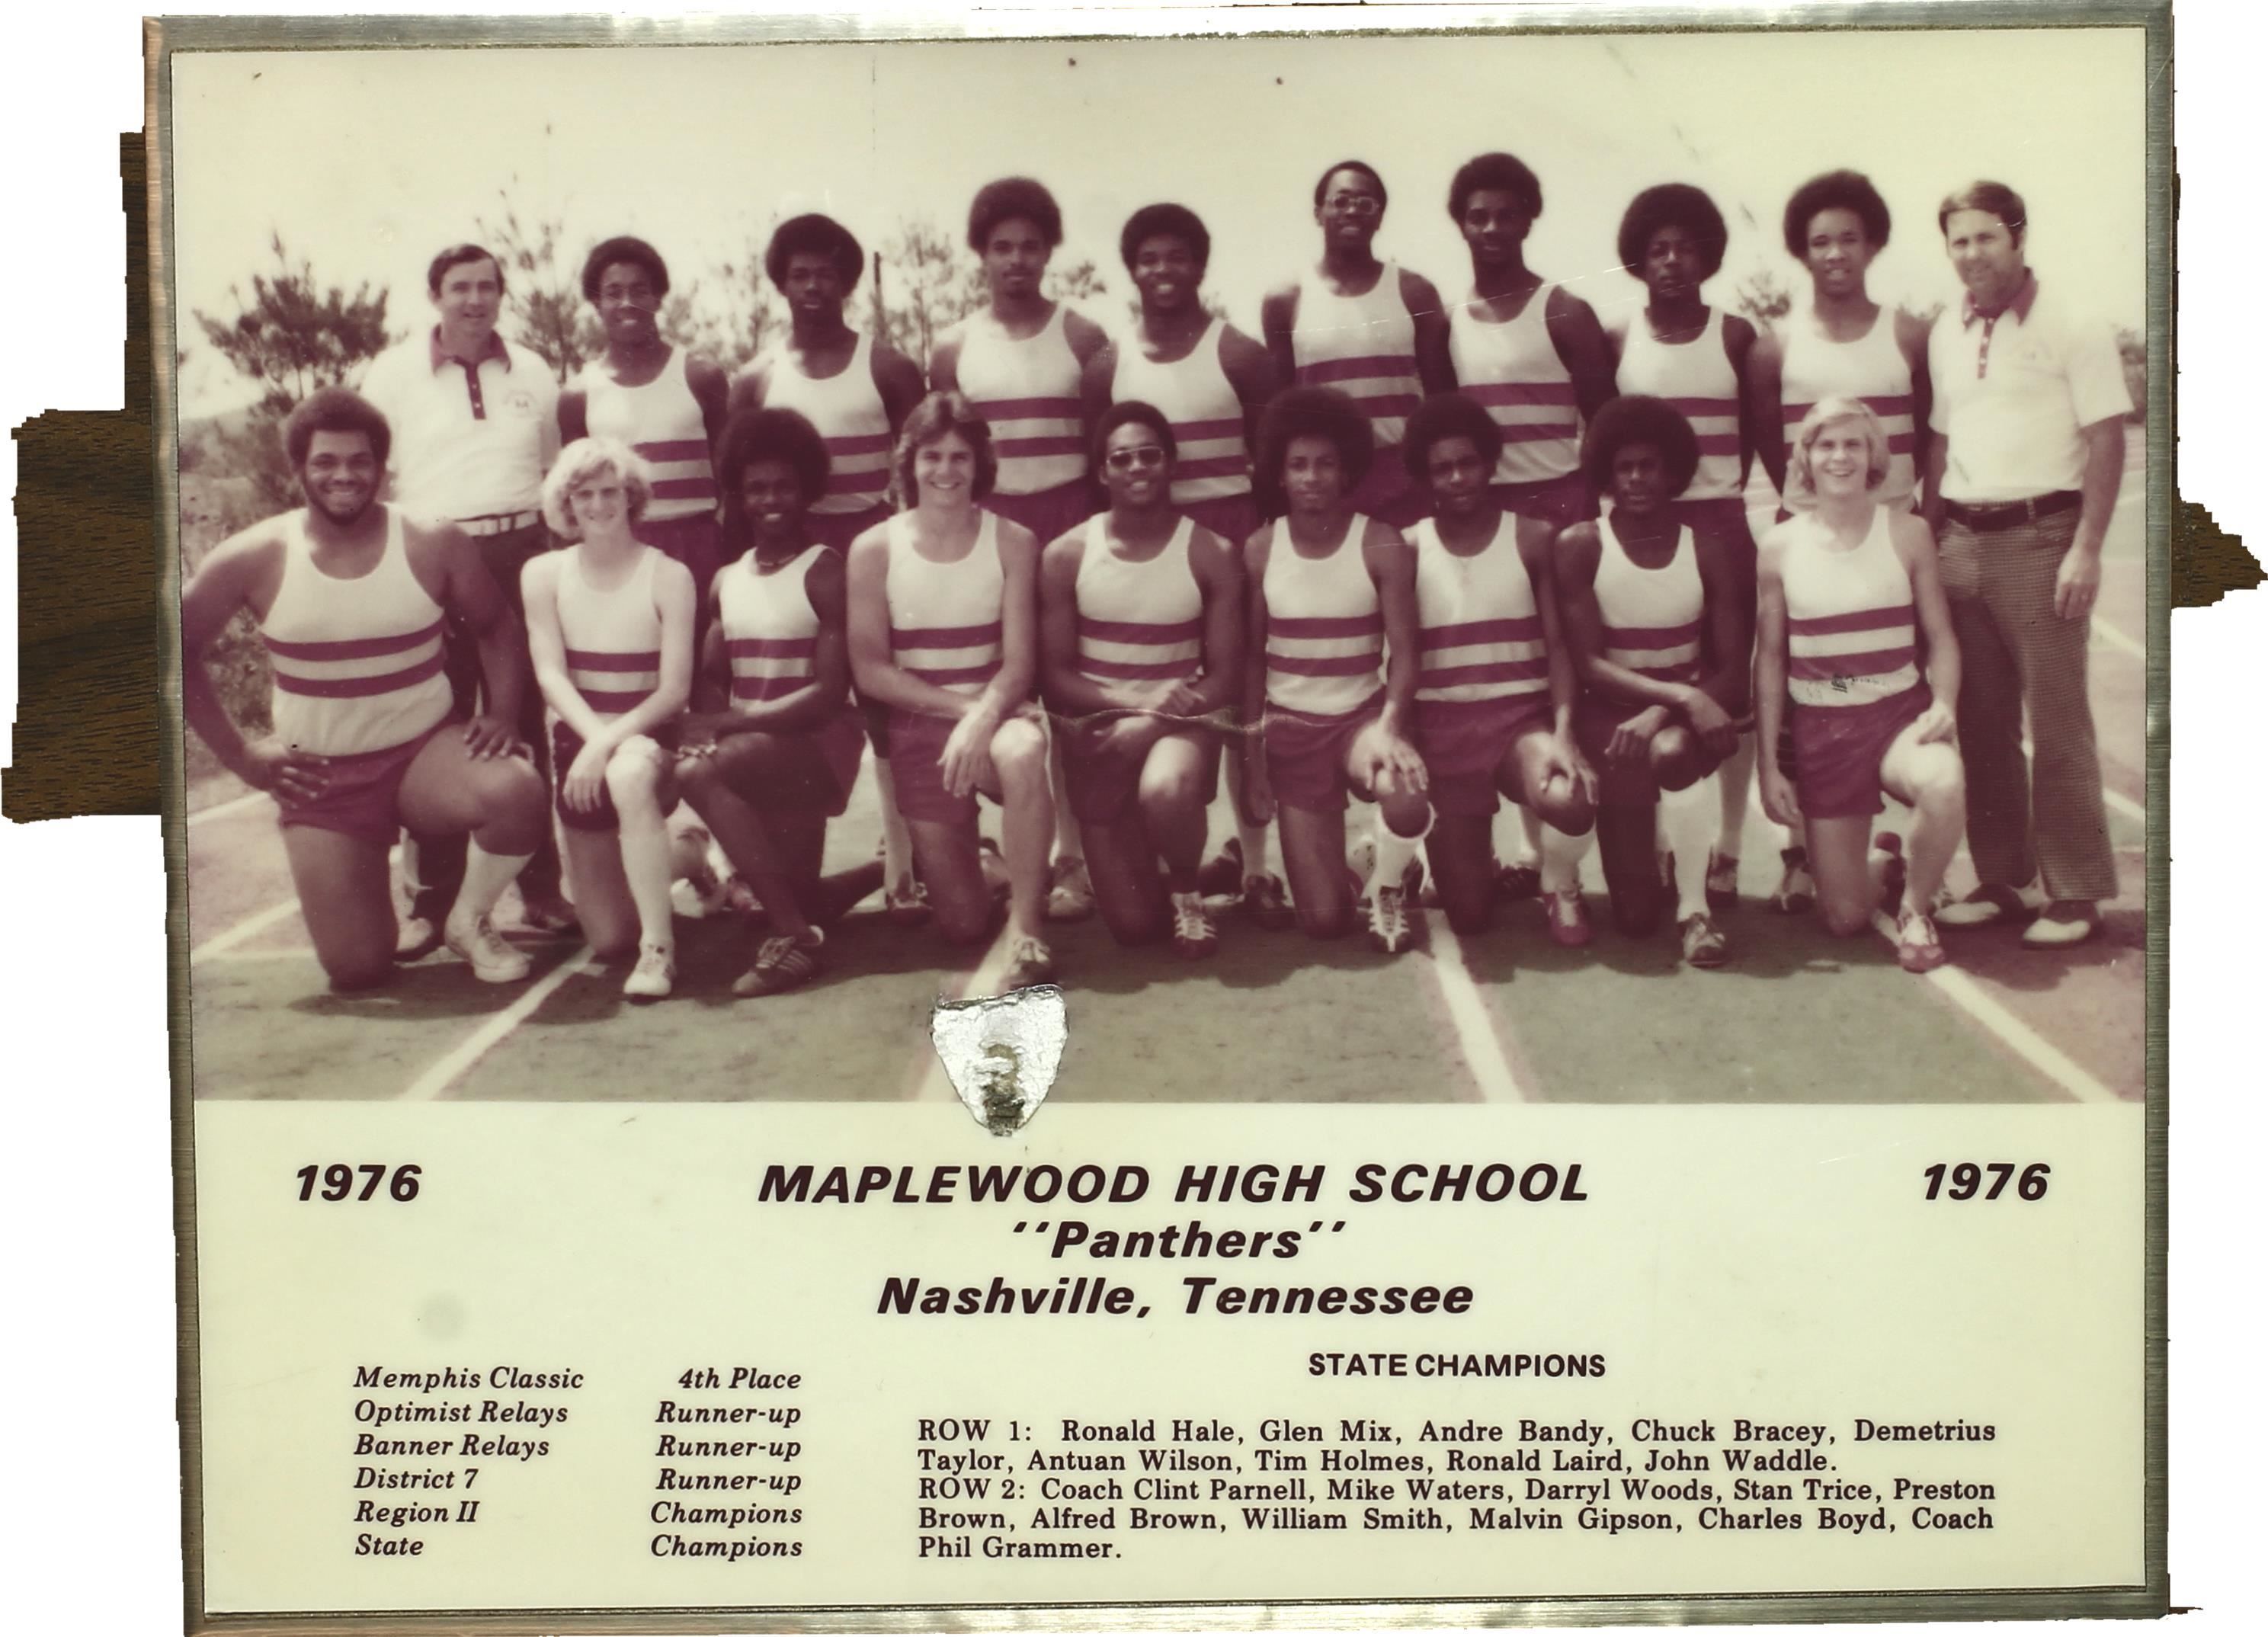 1976 MAPLEWOOD HIGH SCHOOL 1976
"Panthers"
Nashville, Tennessee
Memphis Classic 4th Place
Optimist Relays Runner-up
Banner Relays Runner-up
District 7 Runner-up
Region II Champions
State Champions
STATE CHAMPIONS
ROW 1: Ronald Hale, Glen Mix, Andre Bandy, Chuck Bracey, Demetrius
Taylor, Antuan Wilson, Tim Holmes, Ronald Laird, John Waddle.
ROW 2: Coach Clint Parnell, Mike Waters, Darryl Woods, Stan Trice, Preston
Brown, Alfred Brown, William Smith, Malvin Gipson, Charles Boyd, Coach
Phil Grammer.